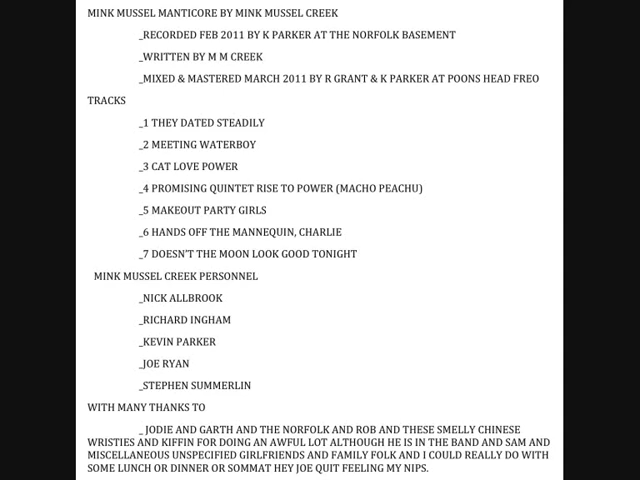 MINK MUSSEL MANTICORE BY MINK MUSSEL CREEK
_RECORDED FEB 2011 BY K PARKER AT THE NORFOLK BASEMENT
_WRITTEN BY M M CREEK
_MIXED & MASTERED MARCH 2011 BY R GRANT & K PARKER AT POONS HEAD FREO
TRACKS
_1 THEY DATED STEADILY
_2 MEETING WATERBOY
_3 CAT LOVE POWER
_4 PROMISING QUINTET RISE TO POWER (MACHO PEACHU)
_5 MAKEOUT PARTY GIRLS
_6 HANDS OFF THE MANNEQUIN, CHARLIE
_7 DOESN'T THE MOON LOOK GOOD TONIGHT
MINK MUSSEL CREEK PERSONNEL
_NICK ALLBROOK
_RICHARD INGHAM
_KEVIN PARKER
_JOE RYAN
_STEPHEN SUMMERLIN
WITH MANY THANKS TO
_ JODIE AND GARTH AND THE NORFOLK AND ROB AND THESE SMELLY CHINESE
WRISTIES AND KIFFIN FOR DOING AN AWFUL LOT ALTHOUGH HE IS IN THE BAND AND SAM AND
MISCELLANEOUS UNSPECIFIED GIRLFRIENDS AND FAMILY FOLK AND I COULD REALLY DO WITH
SOME LUNCH OR DINNER OR SOMMAT HEY JOE QUIT FEELING MY NIPS.